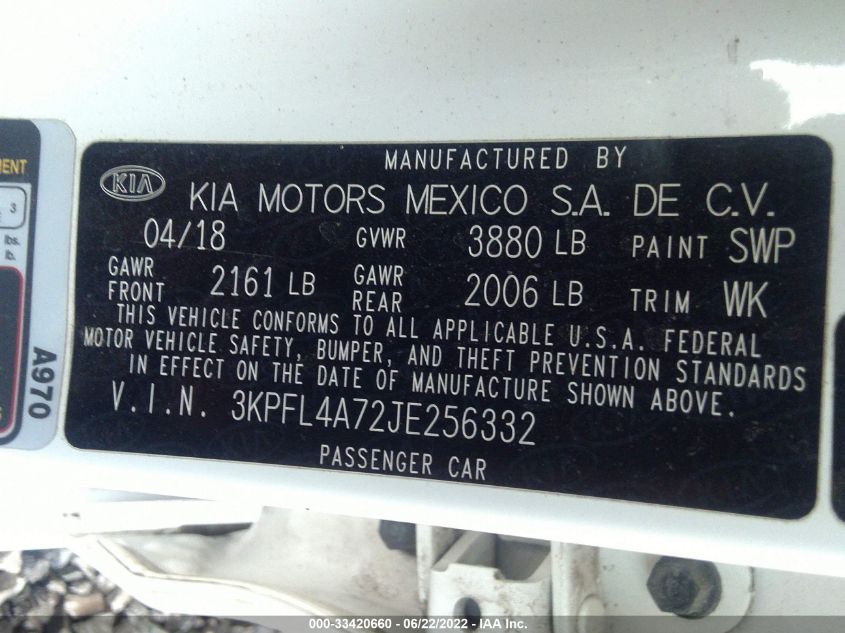 MANUFACTURED BY
KIA KIA MOTORS MEXICO S.A. DE C.V.
04/18 GVWR 3880 LB PAINT SWP
GAWR FRONT 2161 LB GAWR REAR 2006 LB TRIM WK
THIS VEHICLE CONFORMS TO ALL APPLICABLE U.S.A. FEDERAL
MOTOR VEHICLE SAFETY, BUMPER, AND THEFT PREVENTION STANDARDS
IN EFFECT ON THE DATE OF MANUFACTURE SHOWN ABOVE.
V.I.N. 3KPFL4A72JE256332
PASSENGER CAR
3
lbs.
lb.
A970
000-33420660 - 06/22/2022 - IAA Inc.